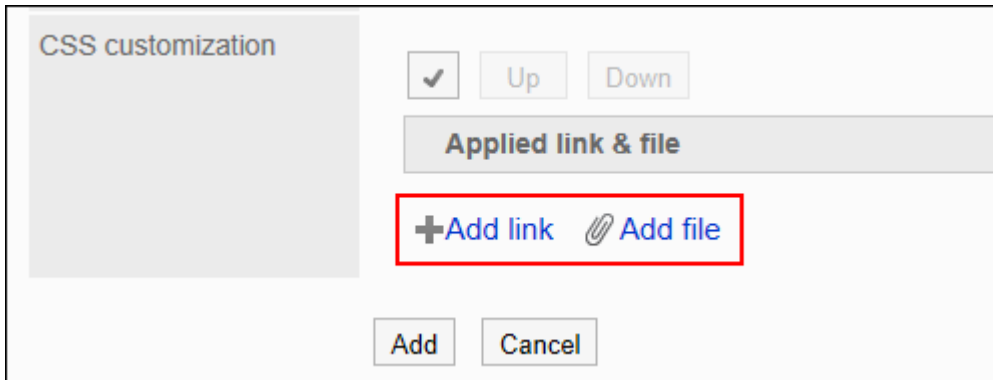 CSS customization
Up Down
Applied link & file
Add link Add file
Add Cancel